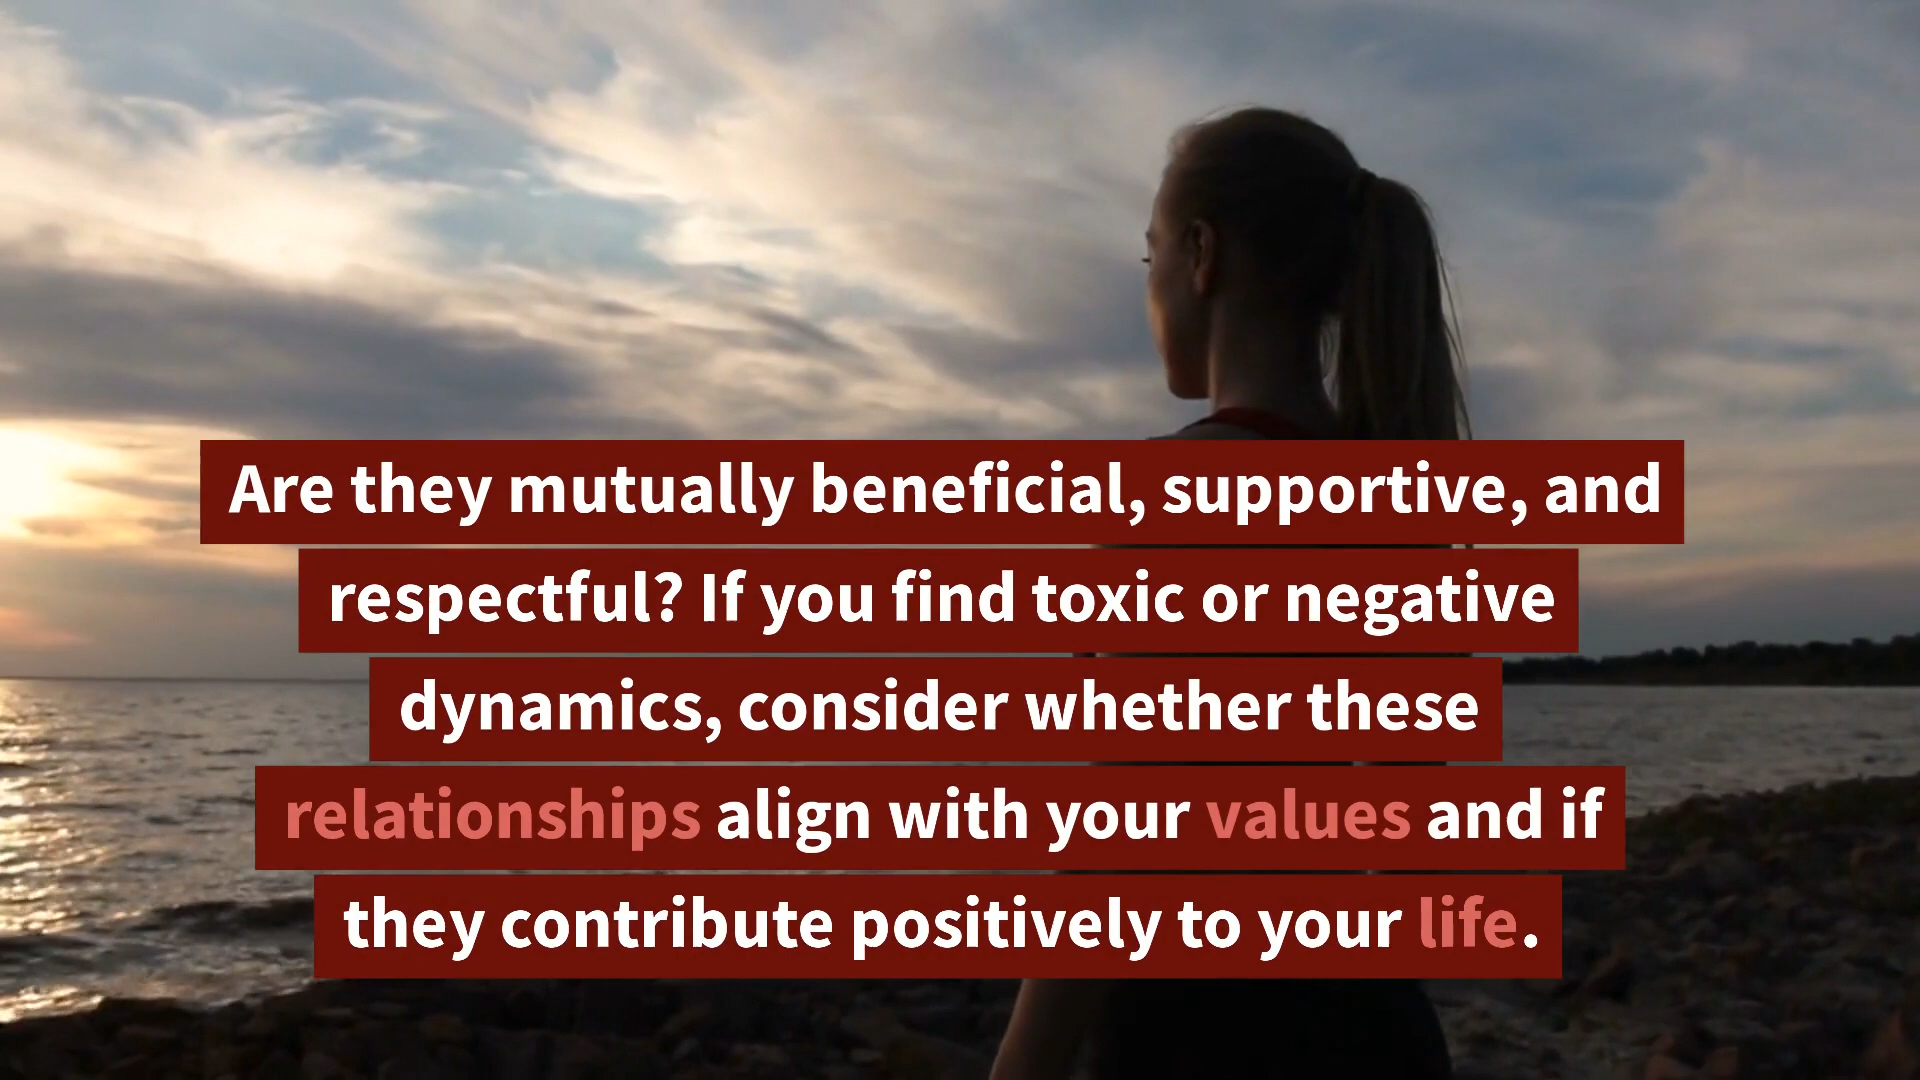 Are they mutually beneficial, supportive, and
respectful? If you find toxic or negative
dynamics, consider whether these
relationships align with your values and if
they contribute positively to your life.